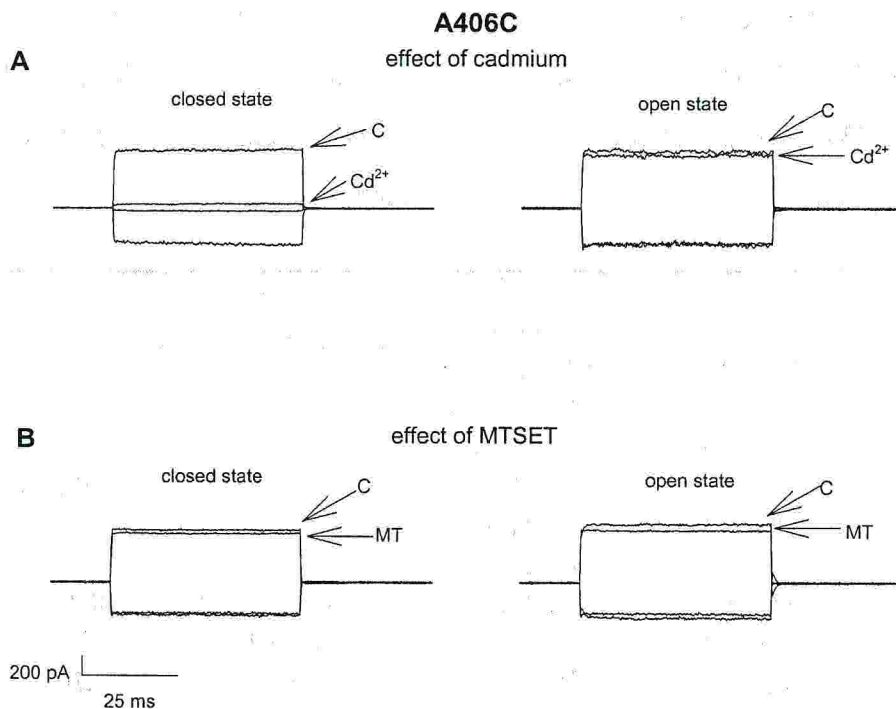 A406C
A
effect of cadmium
closed state
open state
C
C
Cd²⁺
Cd²⁺
B
effect of MTSET
closed state
open state
C
C
MT
MT
200 pA
25 ms